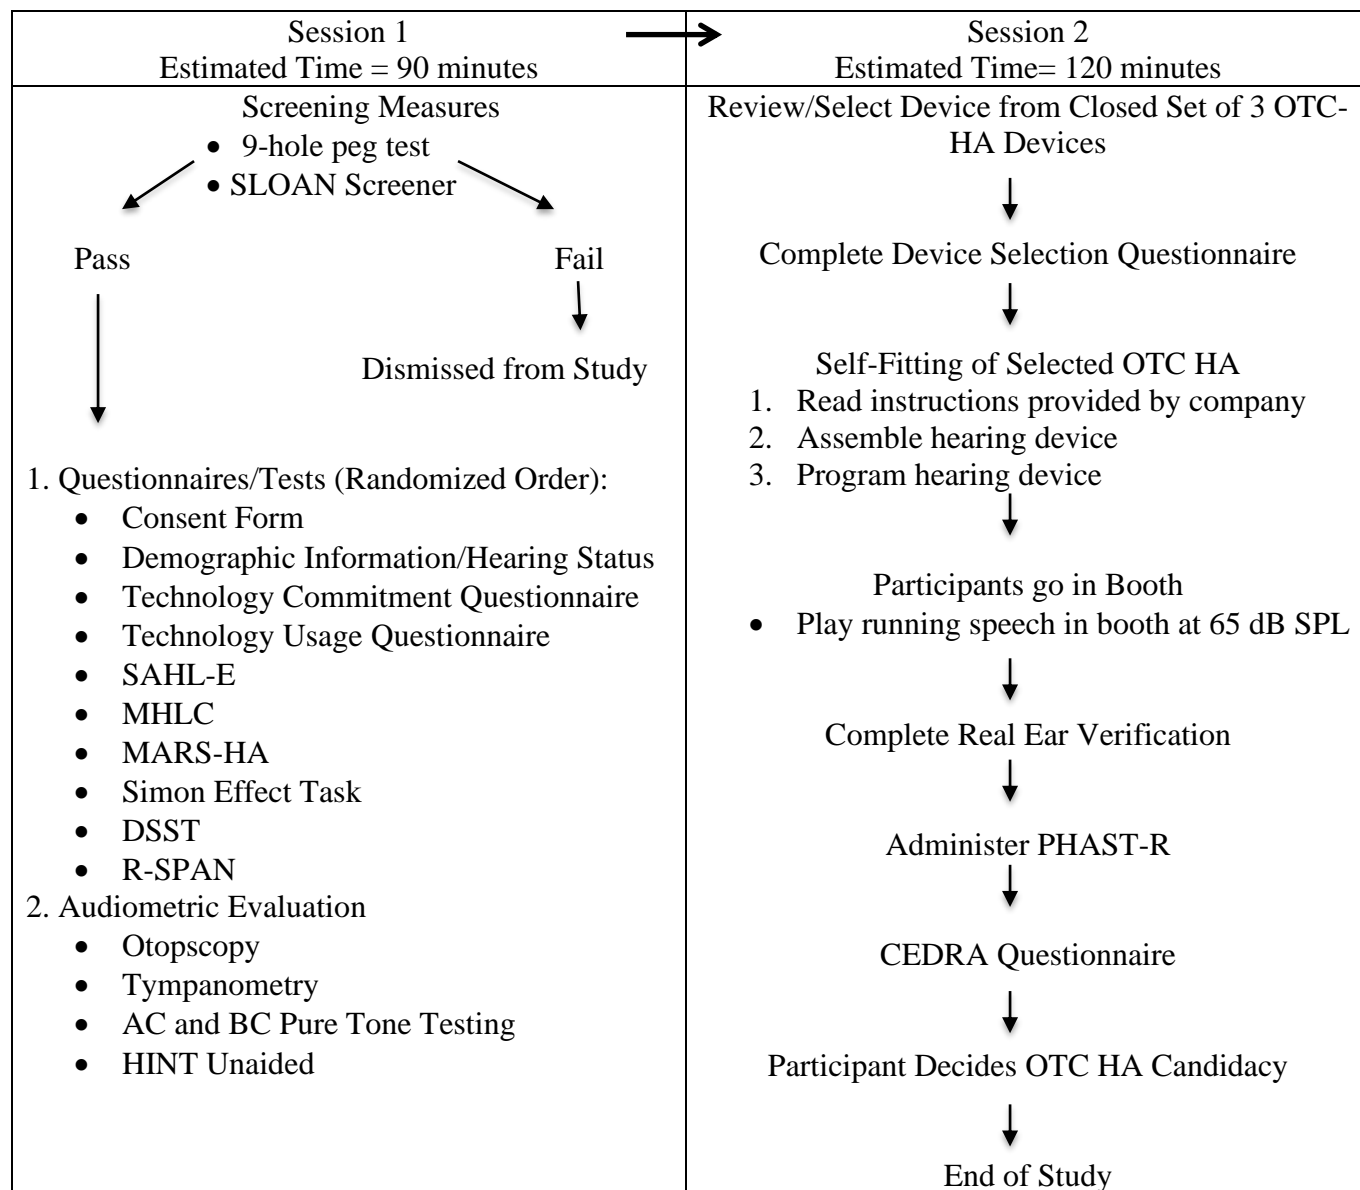 Session 1
Estimated Time = 90 minutes
Session 2
Estimated Time= 120 minutes
Screening Measures
• 9-hole peg test
• SLOAN Screener
Pass
Fail
Dismissed from Study
1. Questionnaires/Tests (Randomized Order):
• Consent Form
• Demographic Information/Hearing Status
• Technology Commitment Questionnaire
• Technology Usage Questionnaire
• SAHL-E
• MHLC
• MARS-HA
• Simon Effect Task
• DSST
• R-SPAN
2. Audiometric Evaluation
• Otopscopy
• Tympanometry
• AC and BC Pure Tone Testing
• HINT Unaided
Review/Select Device from Closed Set of 3 OTC-
HA Devices
Complete Device Selection Questionnaire
Self-Fitting of Selected OTC HA
1. Read instructions provided by company
2. Assemble hearing device
3. Program hearing device
Participants go in Booth
• Play running speech in booth at 65 dB SPL
Complete Real Ear Verification
Administer PHAST-R
CEDRA Questionnaire
Participant Decides OTC HA Candidacy
End of Study